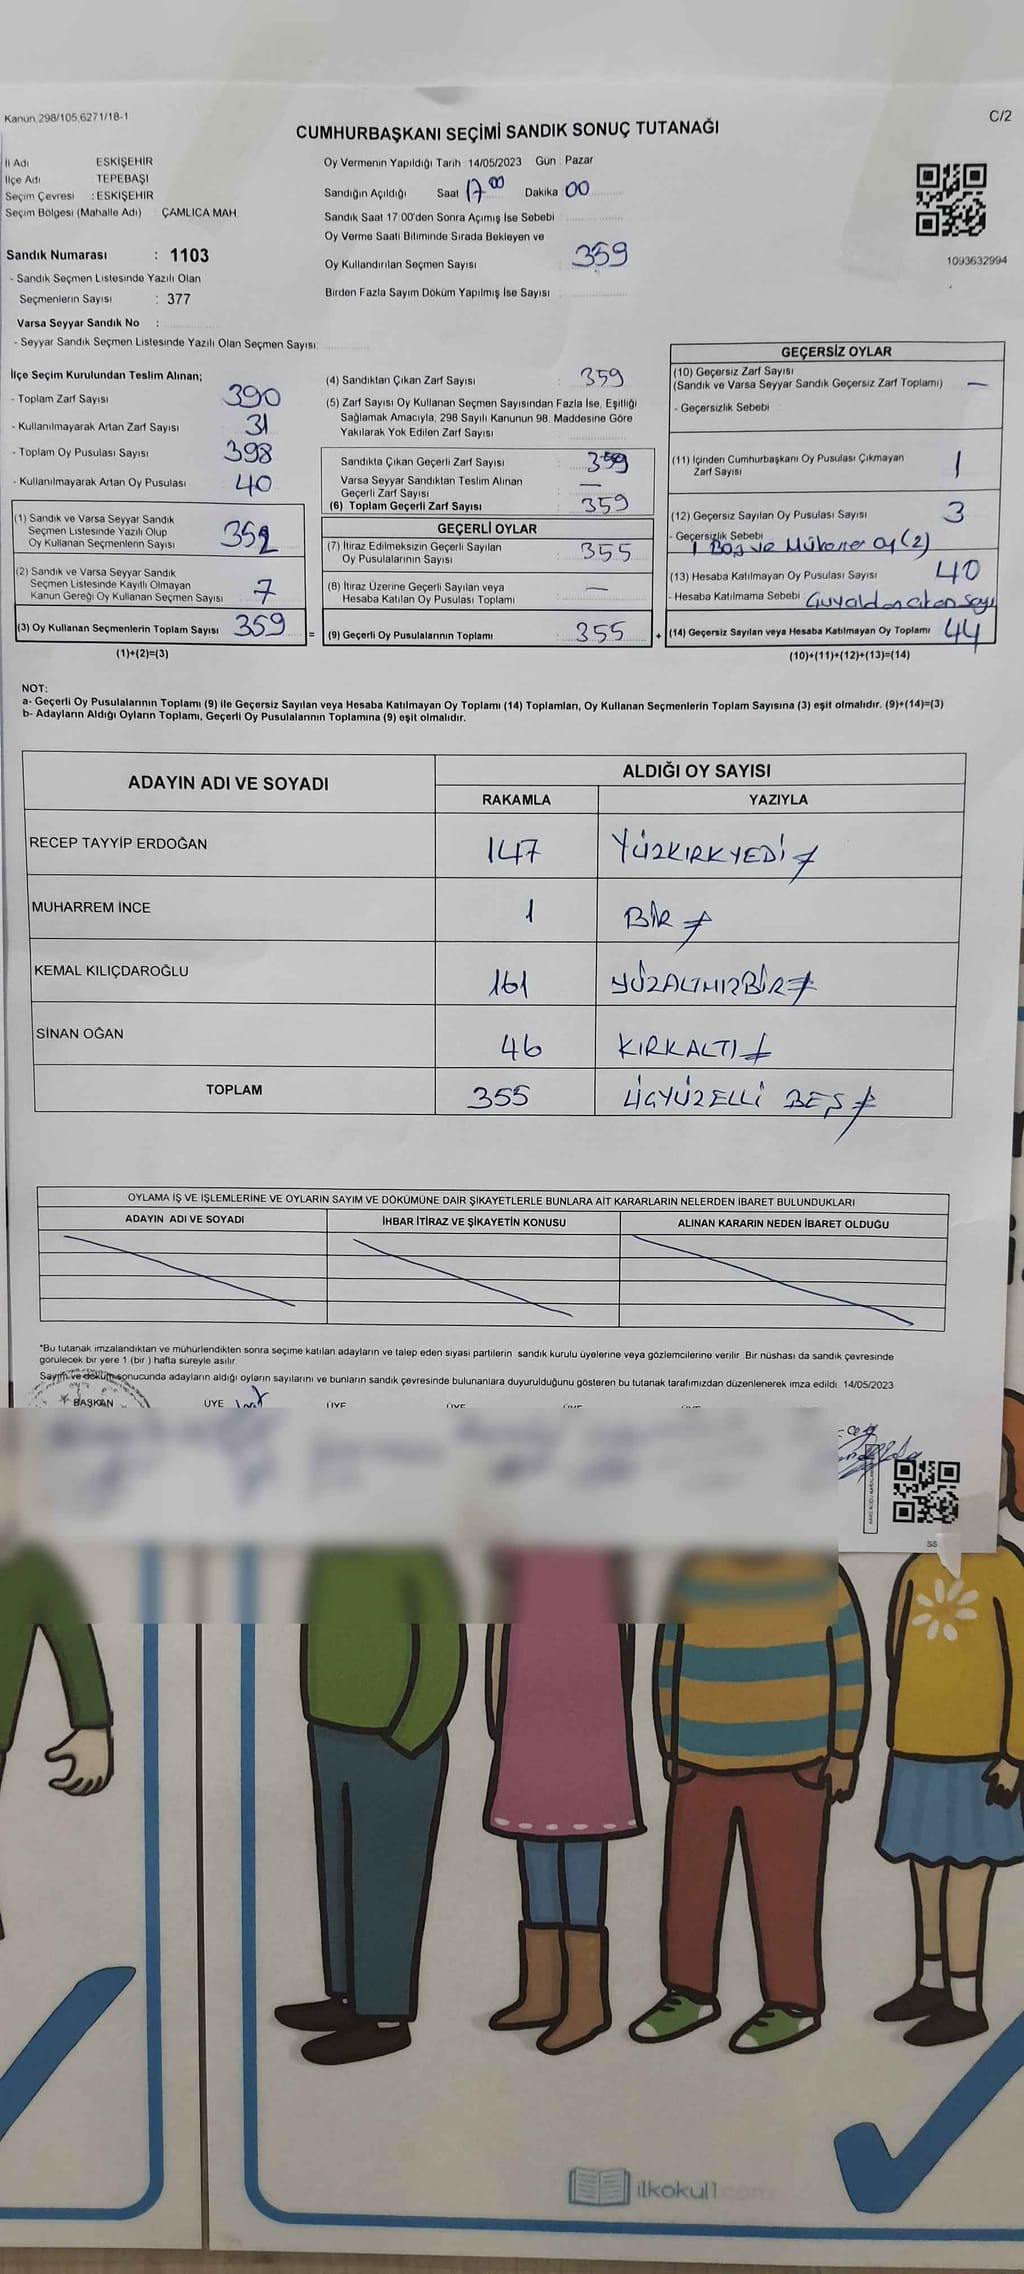 Kanun,298/105,6271/18-1
C/2
CUMHURBAŞKANI SEÇİMİ SANDIK SONUÇ TUTANAĞI
İl Adı ESKİŞEHİR
İlçe Adı TEPEBAŞI
Seçim Çevresi : ESKİŞEHİR
Seçim Bölgesi (Mahalle Adı) ÇAMLICA MAH.
Oy Vermenin Yapıldığı Tarih : 14/05/2023 Gün : Pazar
Sandığın Açıldığı Saat 17 00 Dakika 00
Sandık Saat 17:00'den Sonra Açımış İse Sebebi
Oy Verme Saati Bitiminde Sırada Bekleyen ve
Oy Kullandırılan Seçmen Sayısı 359
Birden Fazla Sayım Döküm Yapılmış İse Sayısı
1093632994
Sandık Numarası : 1103
- Sandık Seçmen Listesinde Yazılı Olan
Seçmenlerin Sayısı : 377
Varsa Seyyar Sandık No :
- Seyyar Sandık Seçmen Listesinde Yazılı Olan Seçmen Sayısı:
İlçe Seçim Kurulundan Teslim Alınan;
- Toplam Zarf Sayısı 390
- Kullanılmayarak Artan Zarf Sayısı 31
- Toplam Oy Pusulası Sayısı 398
- Kullanılmayarak Artan Oy Pusulası 40
(1) Sandık ve Varsa Seyyar Sandık
Seçmen Listesinde Yazılı Olup
Oy Kullanan Seçmenlerin Sayısı 352
(2) Sandık ve Varsa Seyyar Sandık
Seçmen Listesinde Kayıtlı Olmayan
Kanun Gereği Oy Kullanan Seçmen Sayısı 7
(3) Oy Kullanan Seçmenlerin Toplam Sayısı 359 =
(1)+(2)=(3)
(4) Sandıktan Çıkan Zarf Sayısı : 359
(5) Zarf Sayısı Oy Kullanan Seçmen Sayısından Fazla İse, Eşitliği
Sağlamak Amacıyla, 298 Sayılı Kanunun 98. Maddesine Göre
Yakılarak Yok Edilen Zarf Sayısı
Sandıkta Çıkan Geçerli Zarf Sayısı : 359
Varsa Seyyar Sandıktan Teslim Alınan
Geçerli Zarf Sayısı —
(6) Toplam Geçerli Zarf Sayısı : 359
GEÇERLİ OYLAR
(7) İtiraz Edilmeksizin Geçerli Sayılan
Oy Pusulalarının Sayısı : 355
(8) İtiraz Üzerine Geçerli Sayılan veya
Hesaba Katılan Oy Pusulası Toplamı : —
(9) Geçerli Oy Pusulalarının Toplamı : 355 +
GEÇERSİZ OYLAR
(10) Geçersiz Zarf Sayısı
(Sandık ve Varsa Seyyar Sandık Geçersiz Zarf Toplamı) —
- Geçersizlik Sebebi
(11) İçinden Cumhurbaşkanı Oy Pusulası Çıkmayan
Zarf Sayısı 1
(12) Geçersiz Sayılan Oy Pusulası Sayısı 3
- Geçersizlik Sebebi
1 Boş ve Mükerrer Oy (2)
(13) Hesaba Katılmayan Oy Pusulası Sayısı 40
- Hesaba Katılmama Sebebi
(14) Geçersiz Sayılan veya Hesaba Katılmayan Oy Toplamı 44
(10)+(11)+(12)+(13)=(14)
NOT:
a- Geçerli Oy Pusulalarının Toplamı (9) ile Geçersiz Sayılan veya Hesaba Katılmayan Oy Toplamı (14) Toplamları, Oy Kullanan Seçmenlerin Toplam Sayısına (3) eşit olmalıdır. (9)+(14)=(3)
b- Adayların Aldığı Oyların Toplamı, Geçerli Oy Pusulalarının Toplamına (9) eşit olmalıdır.
ADAYIN ADI VE SOYADI
ALDIĞI OY SAYISI
RAKAMLA YAZIYLA
RECEP TAYYİP ERDOĞAN 147 YÜZKIRKYEDİ
MUHARREM İNCE 1 BİR
KEMAL KILIÇDAROĞLU 161 YÜZALTMIŞBİR
SİNAN OĞAN 46 KIRKALTI
TOPLAM 355 ÜÇYÜZELLİ BEŞ
OYLAMA İŞ VE İŞLEMLERİNE VE OYLARIN SAYIM VE DÖKÜMÜNE DAİR ŞİKAYETLERLE BUNLARA AİT KARARLARIN NELERDEN İBARET BULUNDUKLARI
ADAYIN ADI VE SOYADI İHBAR İTİRAZ VE ŞİKAYETİN KONUSU ALINAN KARARIN NEDEN İBARET OLDUĞU
*Bu tutanak imzalandıktan ve mühürlendikten sonra seçime katılan adayların ve talep eden siyasi partilerin sandık kurulu üyelerine veya gözlemcilerine verilir. Bir nüshası da sandık çevresinde
görülecek bir yere 1 (bir) hafta süreyle asılır.
Sayım ve döküm sonucunda adayların aldığı oyların sayılarını ve bunların sandık çevresinde bulunanlara duyurulduğunu gösteren bu tutanak tarafımızdan düzenlenerek imza edildi. 14/05/2023
BAŞKAN ÜYE ÜYE ÜYE ÜYE ÜYE
SS
ilkokul1.com